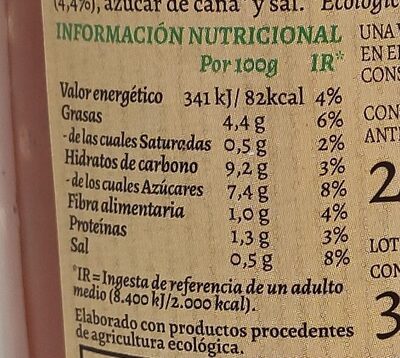 (4,4%), azúcar de caña* y sal. *Ecológic
INFORMACIÓN NUTRICIONAL
Por 100g IR*
Valor energético 341 kJ/ 82kcal 4%
Grasas 4,4 g 6%
-de las cuales Saturadas 0,5 g 2%
Hidratos de carbono 9,2 g 3%
-de los cuales Azúcares 7,4 g 8%
Fibra alimentaria 1,0 g 4%
Proteínas 1,3 g 3%
Sal 0,5 g 8%
*IR=Ingesta de referencia de un adulto
medio (8.400 kJ/2.000 kcal).
Elaborado con productos procedentes
de agricultura ecológica.
UNA V
EN EL
CONS
CON
ANTE
2
LOT
CON
3